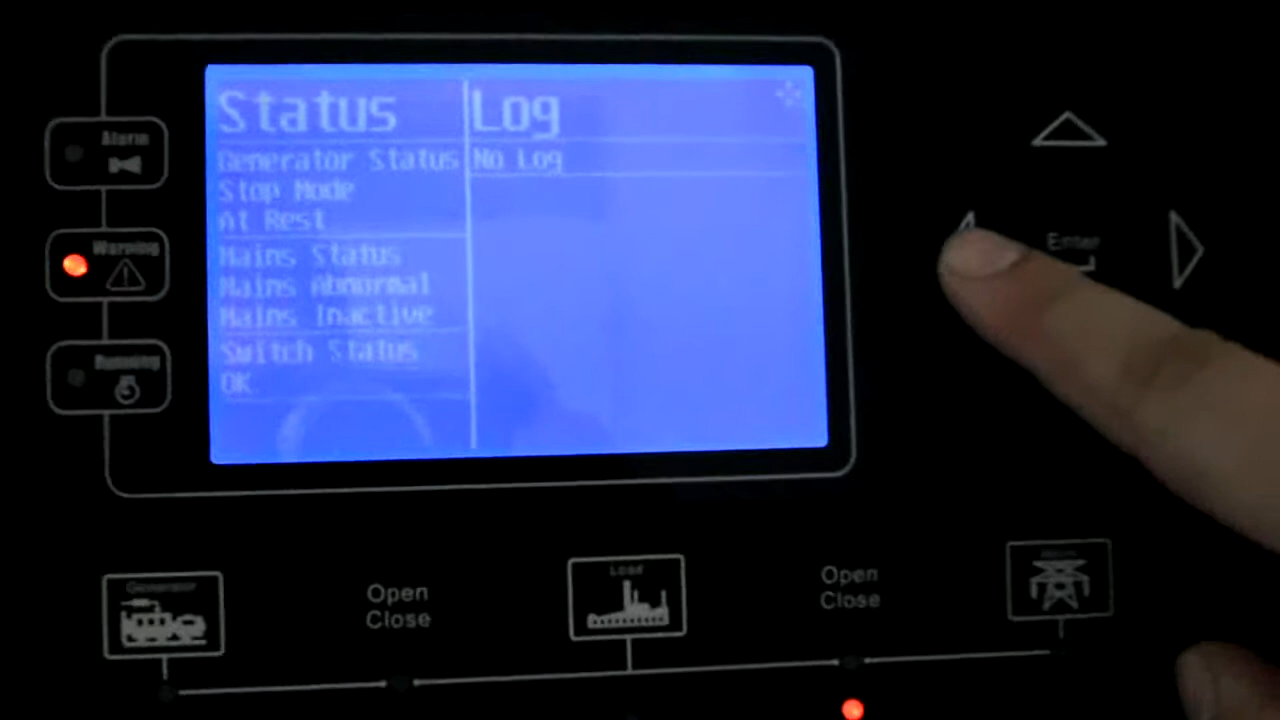 Status
Log
Generator Status
No Log
Stop Mode
At Rest
Mains Status
Mains Abnormal
Mains Inactive
Switch Status
OK
Alarm
Warning
Running
Enter
Generator
Open
Close
Load
Open
Close